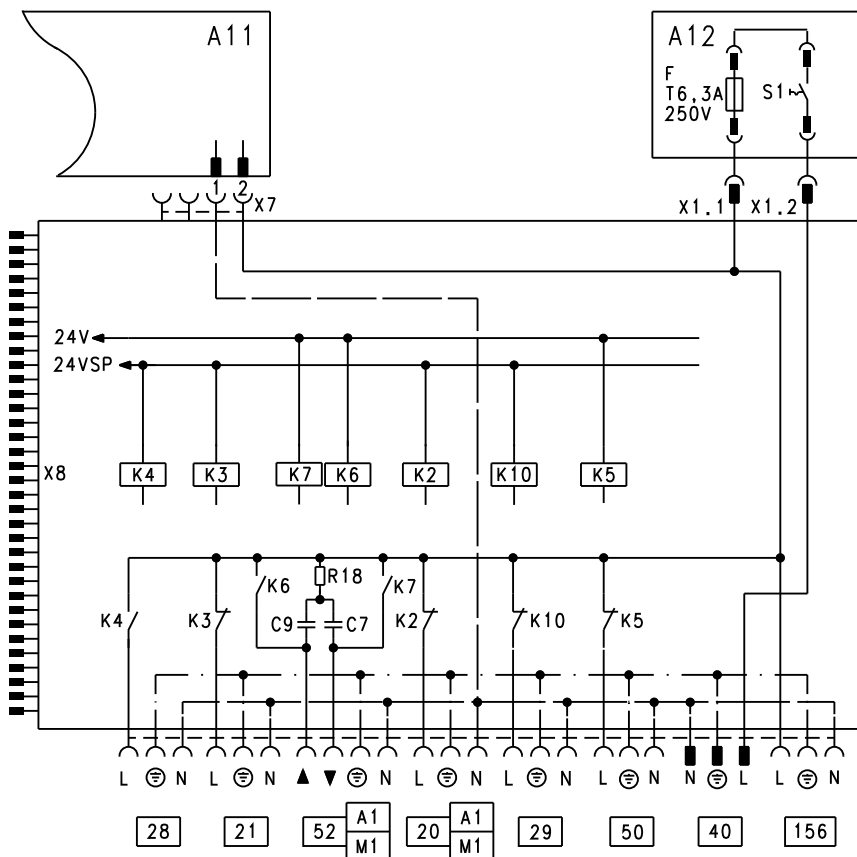 A11
A12
F
T6,3A
250V
S1
1 2
X7
X1.1 X1.2
24V
24VSP
X8
K4 K3 K7 K6 K2 K10 K5
K6 R18 K7
K4 K3 C9 C7 K2 K10 K5
L N L N ▲ ▼ N L N L N L N N L L N
28 21 52 A1 20 A1 29 50 40 156
M1 M1